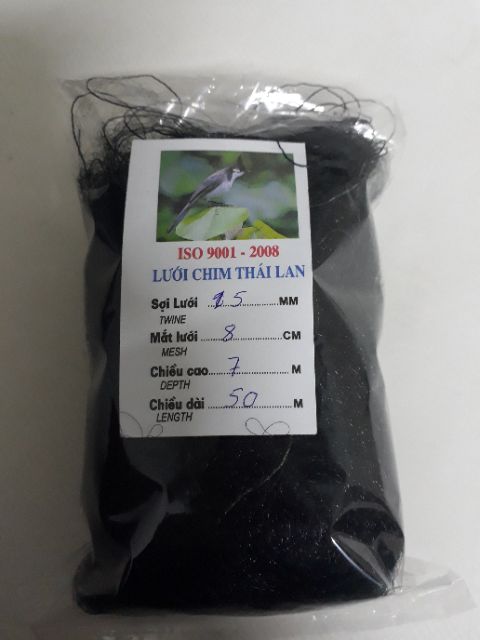 ISO 9001 - 2008
LƯỚI CHIM THÁI LAN
Sợi Lưới 15 MM
TWINE
Mắt lưới 8 CM
MESH
Chiều cao 7 M
DEPTH
Chiều dài 50 M
LENGTH